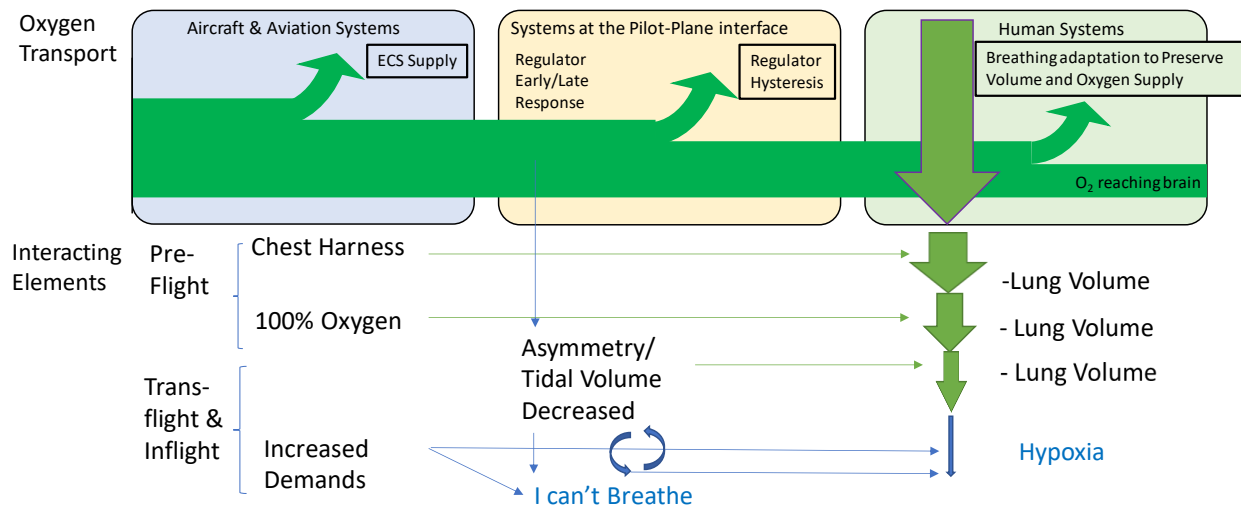 Oxygen
Transport
Aircraft & Aviation Systems
ECS Supply
Systems at the Pilot-Plane interface
Regulator
Early/Late
Response
Regulator
Hysteresis
Human Systems
Breathing adaptation to Preserve
Volume and Oxygen Supply
O₂ reaching brain
Interacting
Elements
Pre-
Flight
Chest Harness
100% Oxygen
-Lung Volume
- Lung Volume
- Lung Volume
Asymmetry/
Tidal Volume
Decreased
Trans-
flight &
Inflight
Increased
Demands
I can't Breathe
Hypoxia